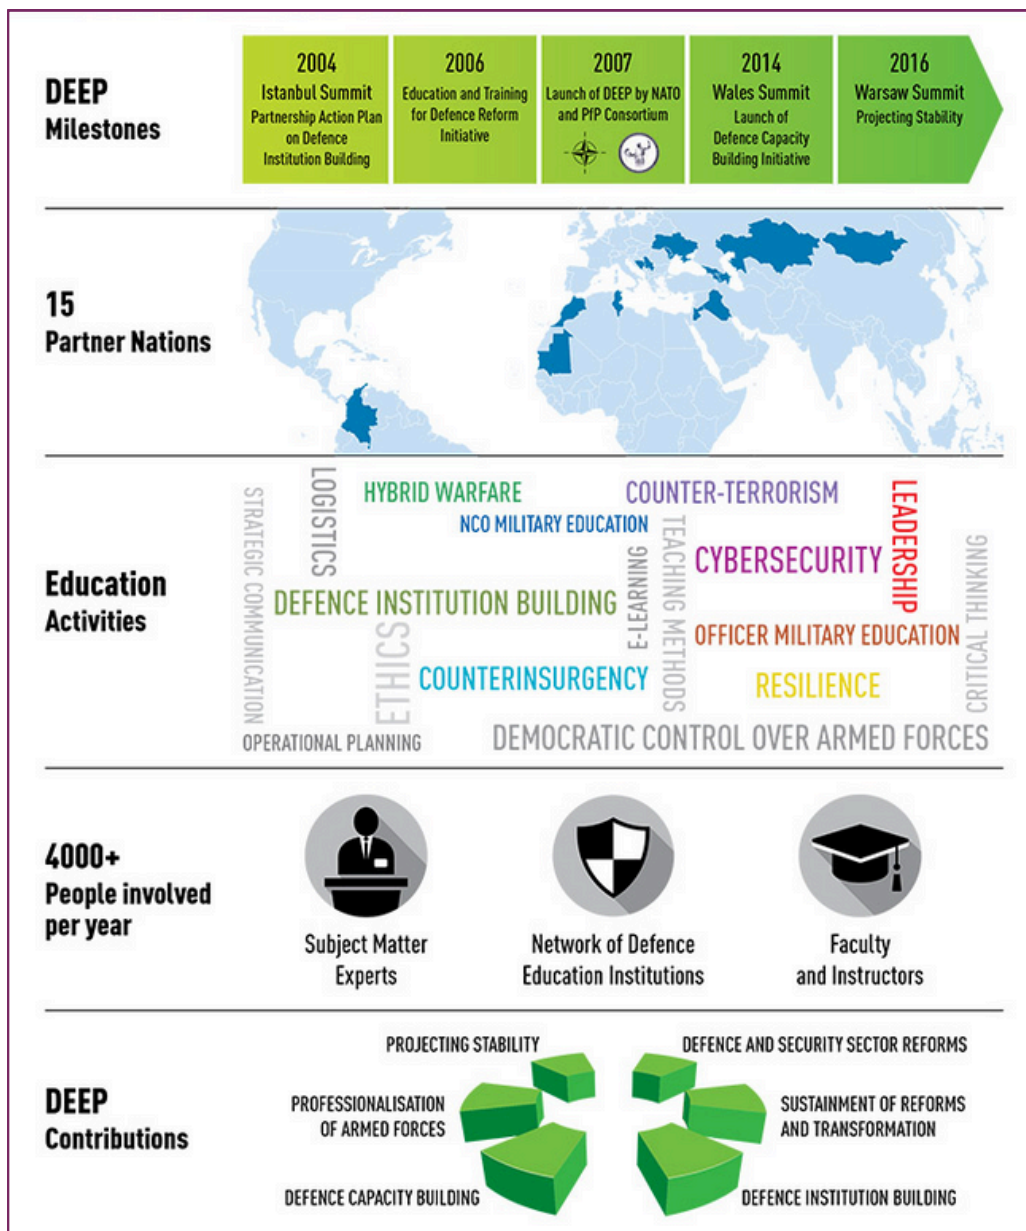 DEEP
Milestones
2004
Istanbul Summit
Partnership Action Plan
on Defence
Institution Building
2006
Education and Training
for Defence Reform
Initiative
2007
Launch of DEEP by NATO
and PfP Consortium
2014
Wales Summit
Launch of
Defence Capacity
Building Initiative
2016
Warsaw Summit
Projecting Stability
15
Partner Nations
Education
Activities
STRATEGIC COMMUNICATION
LOGISTICS
HYBRID WARFARE
NCO MILITARY EDUCATION
COUNTER-TERRORISM
LEADERSHIP
TEACHING METHODS
CYBERSECURITY
E-LEARNING
CRITICAL THINKING
DEFENCE INSTITUTION BUILDING
ETHICS
OFFICER MILITARY EDUCATION
COUNTERINSURGENCY
RESILIENCE
OPERATIONAL PLANNING
DEMOCRATIC CONTROL OVER ARMED FORCES
4000+
People involved
per year
Subject Matter
Experts
Network of Defence
Education Institutions
Faculty
and Instructors
DEEP
Contributions
PROJECTING STABILITY
PROFESSIONALISATION
OF ARMED FORCES
DEFENCE CAPACITY BUILDING
DEFENCE AND SECURITY SECTOR REFORMS
SUSTAINMENT OF REFORMS
AND TRANSFORMATION
DEFENCE INSTITUTION BUILDING